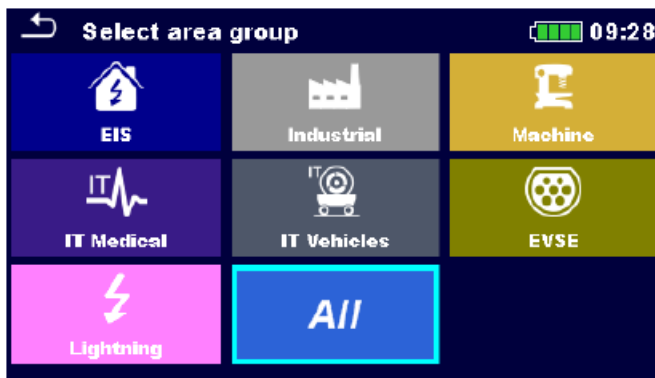 Select area group 09:28
EIS Industrial Machine
IT
IT
IT Medical IT Vehicles EVSE
Lightning
All